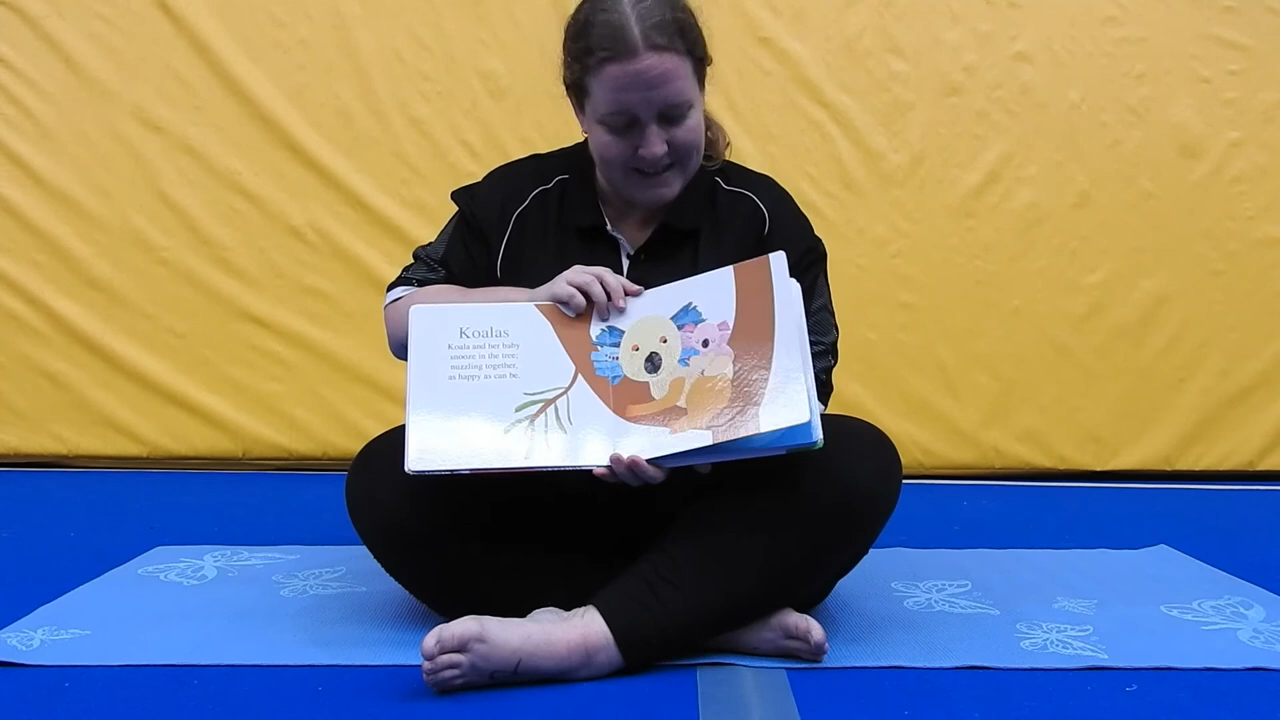 Koalas
Koala and her baby
snooze in the tree;
nuzzling together,
as happy as can be.